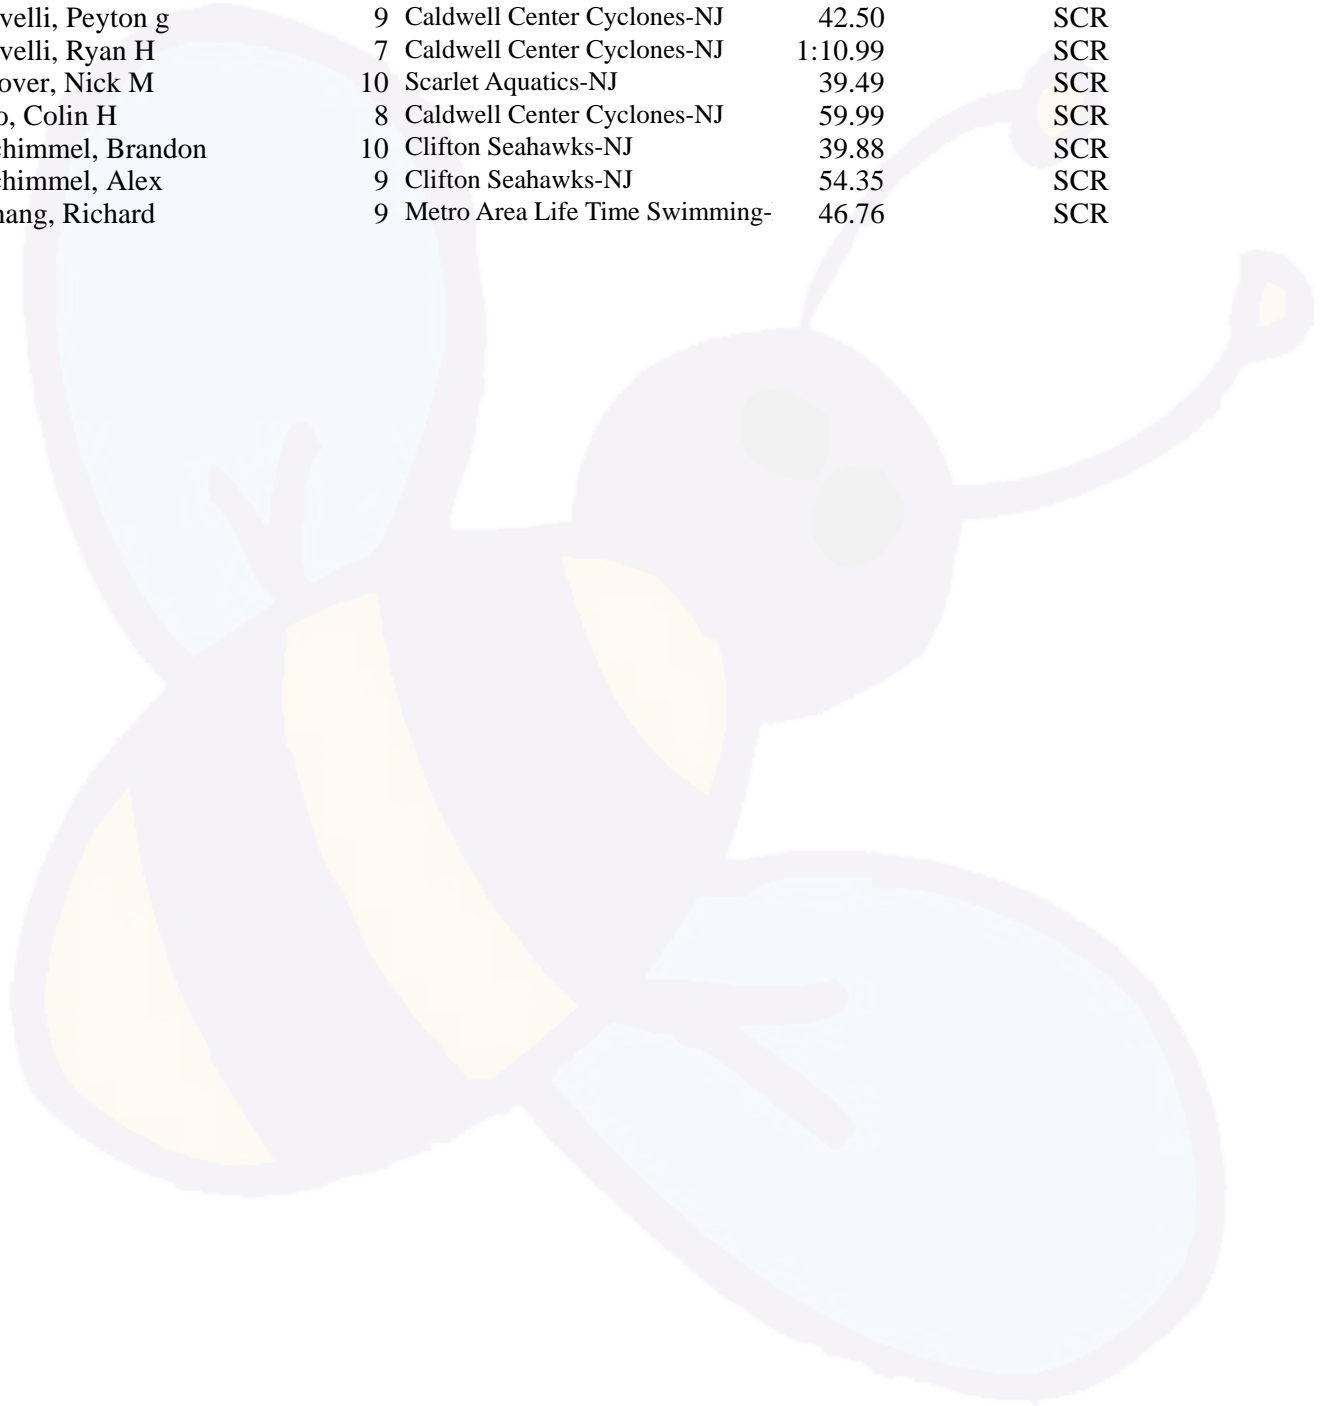 velli, Peyton g 9 Caldwell Center Cyclones-NJ 42.50 SCR
velli, Ryan H 7 Caldwell Center Cyclones-NJ 1:10.99 SCR
over, Nick M 10 Scarlet Aquatics-NJ 39.49 SCR
o, Colin H 8 Caldwell Center Cyclones-NJ 59.99 SCR
himmel, Brandon 10 Clifton Seahawks-NJ 39.88 SCR
himmel, Alex 9 Clifton Seahawks-NJ 54.35 SCR
ang, Richard 9 Metro Area Life Time Swimming- 46.76 SCR